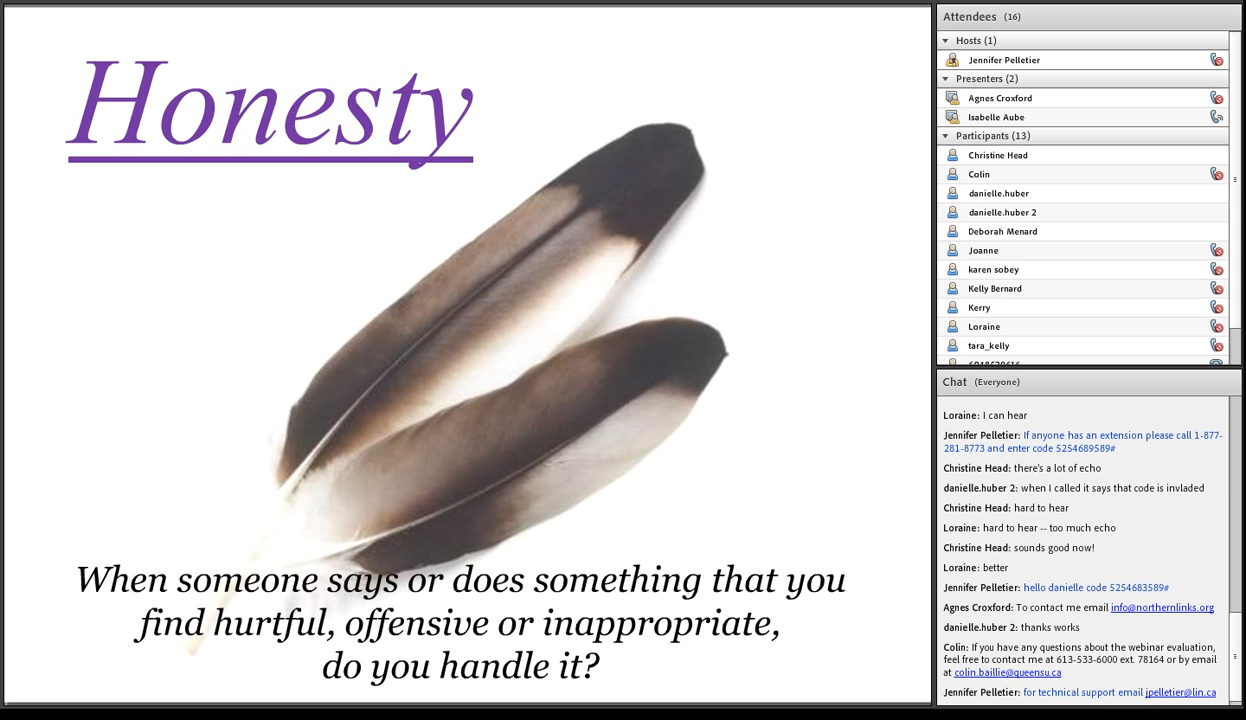 Honesty
When someone says or does something that you
find hurtful, offensive or inappropriate,
do you handle it?
Attendees (16)
Hosts (1)
Jennifer Pelletier
Presenters (2)
Agnes Croxford
Isabelle Aube
Participants (13)
Christine Head
Colin
danielle.huber
danielle.huber 2
Deborah Menard
Joanne
karen sobey
Kelly Bernard
Kerry
Loraine
tara_kelly
Chat (Everyone)
Loraine: I can hear
Jennifer Pelletier: If anyone has an extension please call 1-877-
281-8773 and enter code 5254689589#
Christine Head: there's a lot of echo
danielle.huber 2: when I called it says that code is invladed
Christine Head: hard to hear
Loraine: hard to hear -- too much echo
Christine Head: sounds good now!
Loraine: better
Jennifer Pelletier: hello danielle code 5254683589#
Agnes Croxford: To contact me email info@northernlinks.org
danielle.huber 2: thanks works
Colin: If you have any questions about the webinar evaluation,
feel free to contact me at 613-533-6000 ext. 78164 or by email
at colin.baillie@queensu.ca
Jennifer Pelletier: for technical support email jpelletier@lin.ca